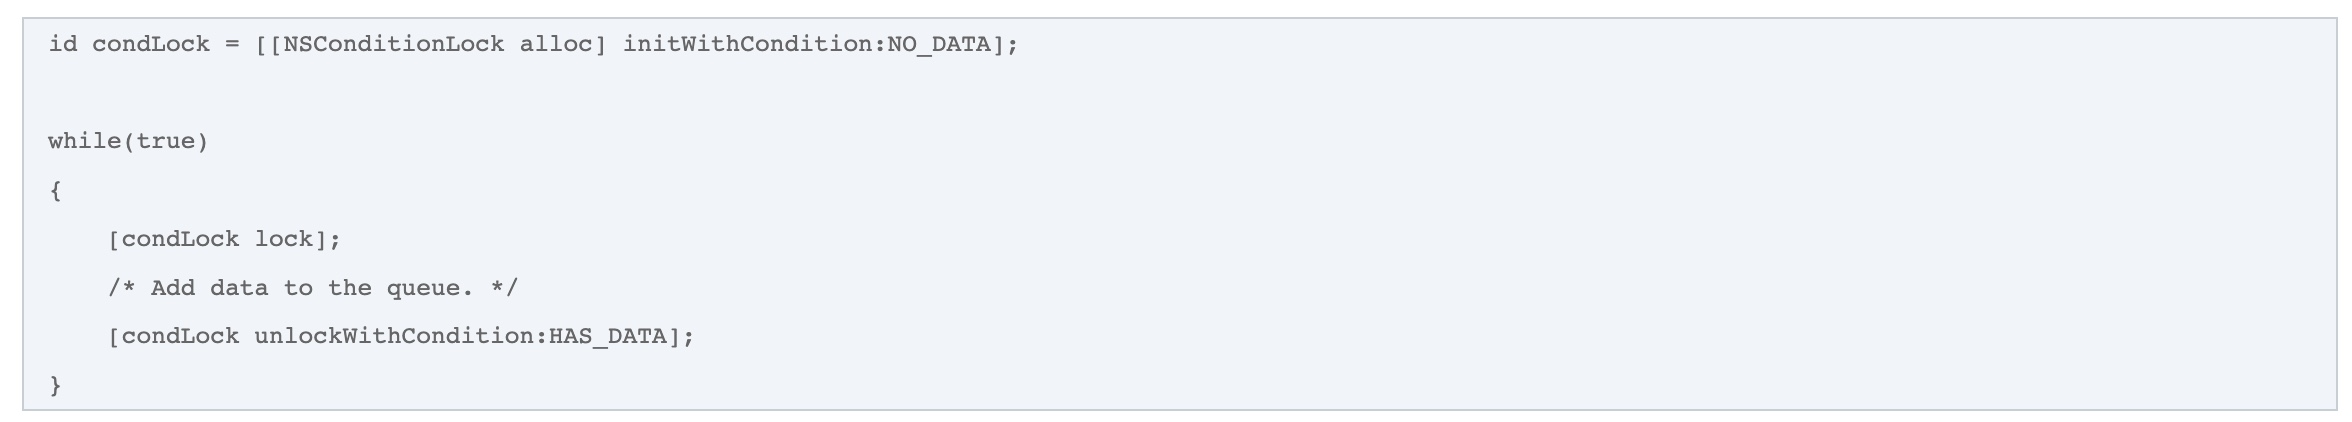 id condLock = [[NSConditionLock alloc] initWithCondition:NO_DATA];
while(true)
{
    [condLock lock];
    /* Add data to the queue. */
    [condLock unlockWithCondition:HAS_DATA];
}